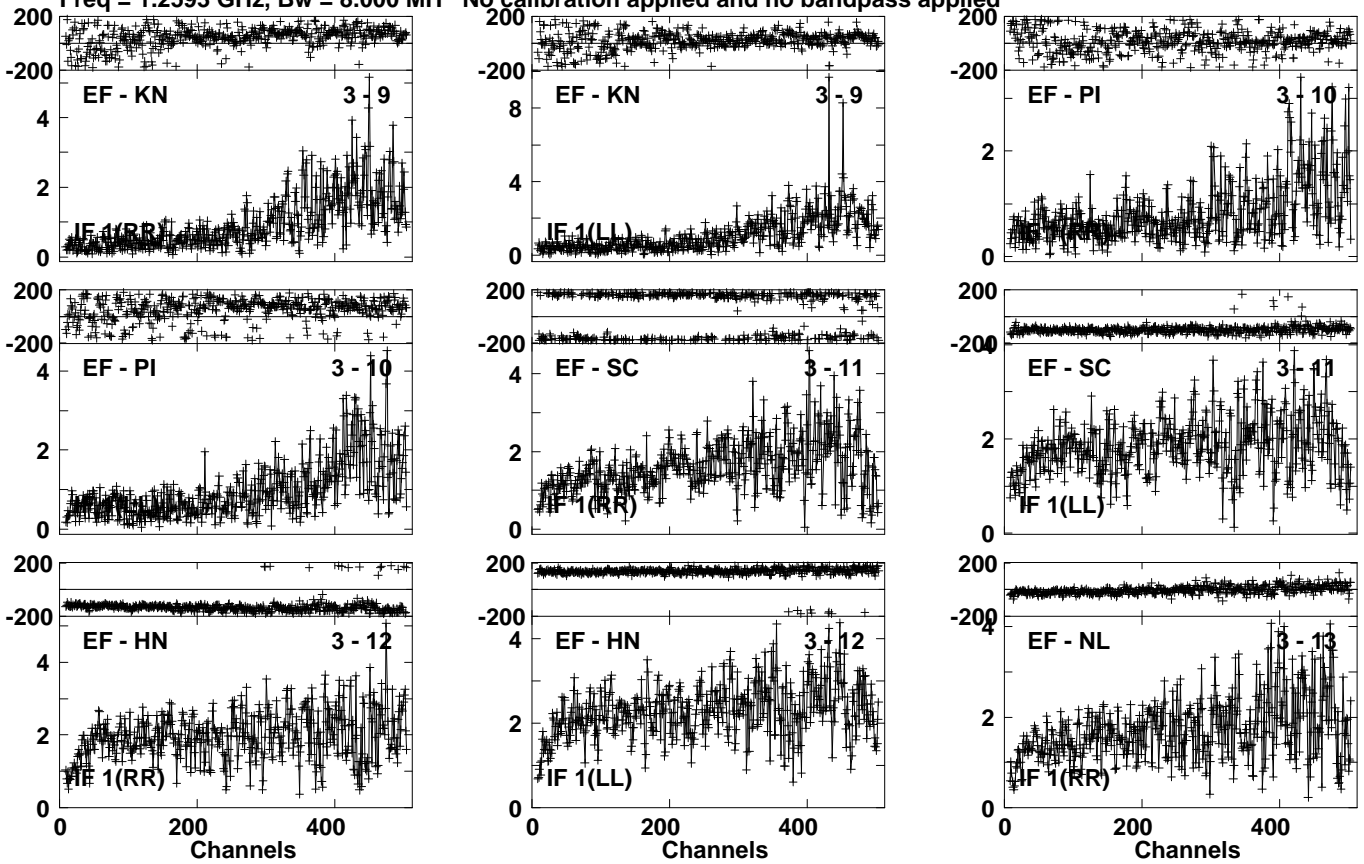 Freq = 1.2593 GHz, Bw = 8.000 MH No calibration applied and no bandpass applied
200
-200
EF - KN 3 - 9
4
2
0
IF 1(RR)
200
-200
EF - KN 3 - 9
8
4
0
IF 1(LL)
200
-200
EF - PI 3 - 10
2
0
IF 1(RR)
200
-200
EF - PI 3 - 10
4
2
0
200
-200
EF - SC 3 - 11
4
2
0
IF 1(RR)
200
-200
4
EF - SC 3 - 11
2
0
IF 1(LL)
200
-200
EF - HN 3 - 12
4
2
0
IF 1(RR)
0 200 400
Channels
200
-200
EF - HN 3 - 12
4
2
0
IF 1(LL)
0 200 400
Channels
200
-200
4
EF - NL 3 - 13
2
0
IF 1(RR)
0 200 400
Channels